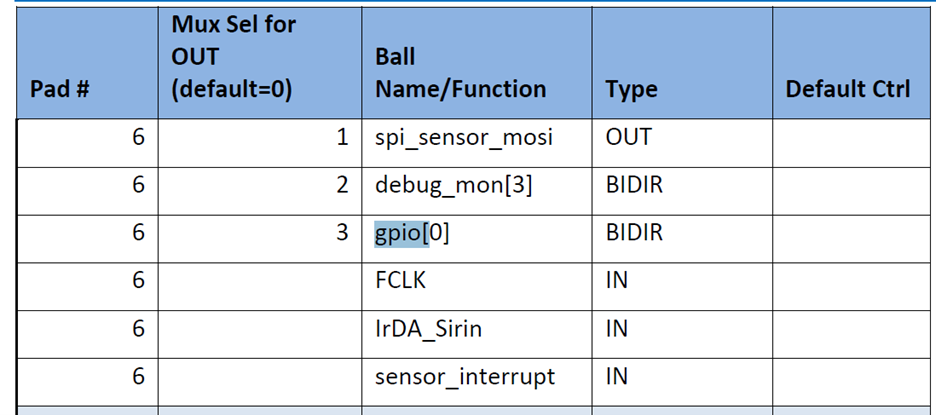 Pad # Mux Sel for OUT (default=0) Ball Name/Function Type Default Ctrl
6 1 spi_sensor_mosi OUT
6 2 debug_mon[3] BIDIR
6 3 gpio[0] BIDIR
6 FCLK IN
6 IrDA_Sirin IN
6 sensor_interrupt IN